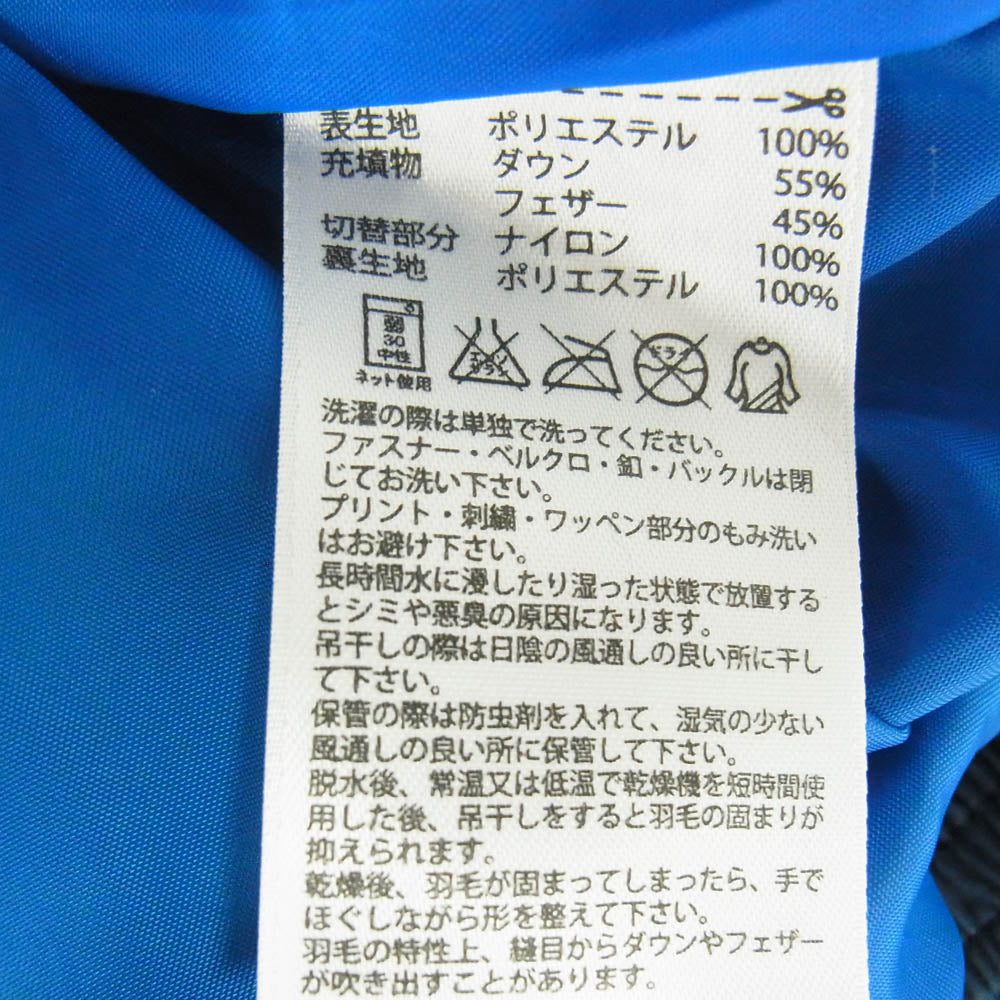 表生地 ポリエステル 100%
充填物 ダウン 55%
フェザー 45%
切替部分 ナイロン 100%
裏生地 ポリエステル 100%
弱
30
中性
ネット使用
エンソ
サラシ
ドライ
洗濯の際は単独で洗ってください。
ファスナー・ベルクロ・釦・バックルは閉
じてお洗い下さい。
プリント・刺繍・ワッペン部分のもみ洗い
はお避け下さい。
長時間水に浸したり湿った状態で放置する
とシミや悪臭の原因になります。
吊干しの際は日陰の風通しの良い所に干し
て下さい。
保管の際は防虫剤を入れて、湿気の少ない
風通しの良い所に保管して下さい。
脱水後、常温又は低温で乾燥機を短時間使
用した後、吊干しをすると羽毛の固まりが
抑えられます。
乾燥後、羽毛が固まってしまったら、手で
ほぐしながら形を整えて下さい。
羽毛の特性上、縫目からダウンやフェザー
が吹き出すことがあります。